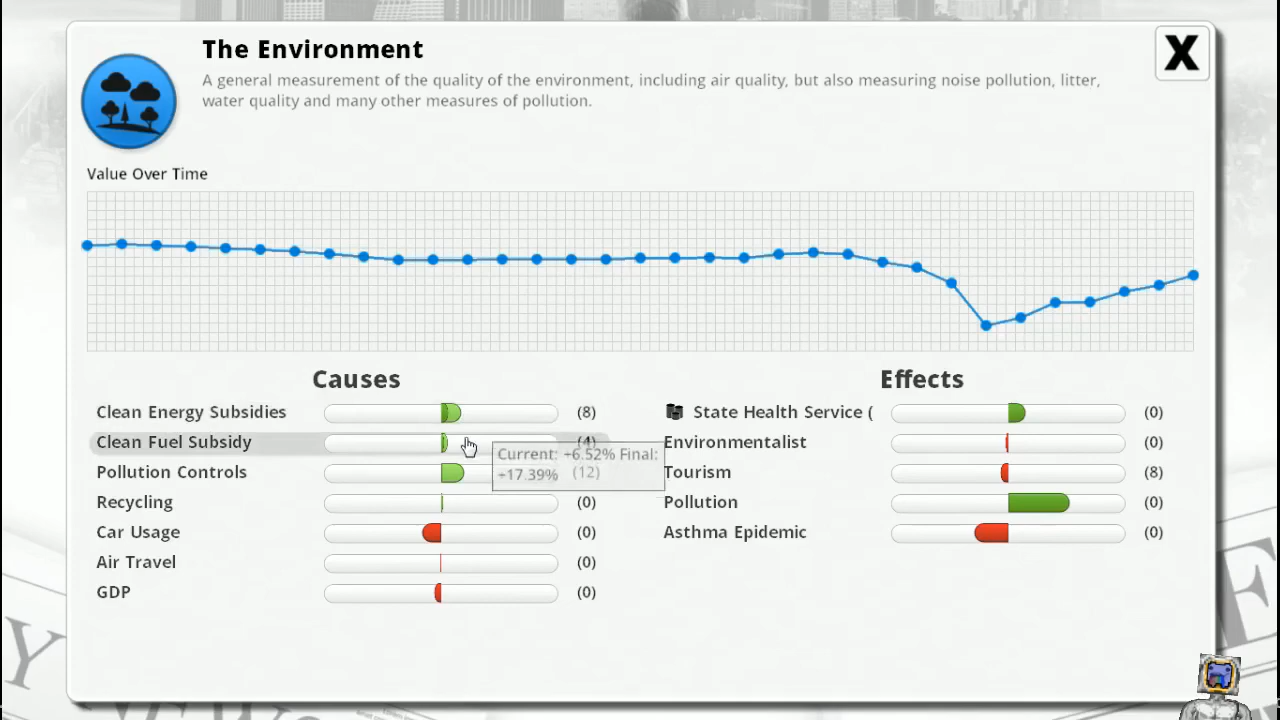 The Environment
X
A general measurement of the quality of the environment, including air quality, but also measuring noise pollution, litter,
water quality and many other measures of pollution.
Value Over Time
Causes
Effects
Clean Energy Subsidies (8)
State Health Service ( (0)
Clean Fuel Subsidy (4)
Environmentalist (0)
Current: +6.52% Final:
+17.39%
Pollution Controls (12)
Tourism (8)
Recycling (0)
Pollution (0)
Car Usage (0)
Asthma Epidemic (0)
Air Travel (0)
GDP (0)